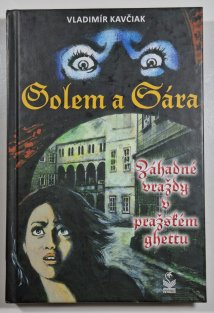 VLADIMÍR KAVČIAK
Golem a Sára
Záhadné
vraždy v
pražském
ghettu